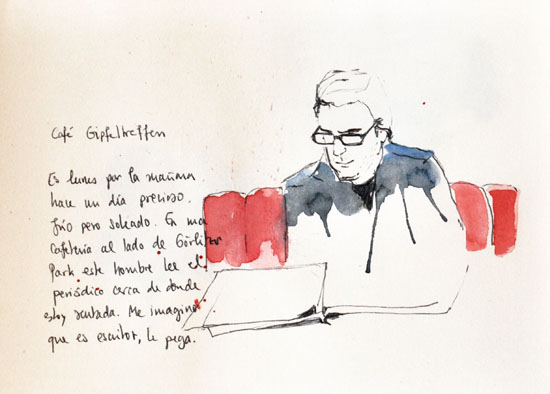 Café Gipfeltreffen
Es lunes por la mañana
hace un día precioso.
frío pero soleado. En una
cafetería al lado de Görlitzer
Park este hombre lee el
periódico cerca de donde
estoy sentada. Me imagino
que es escritor, le pega.